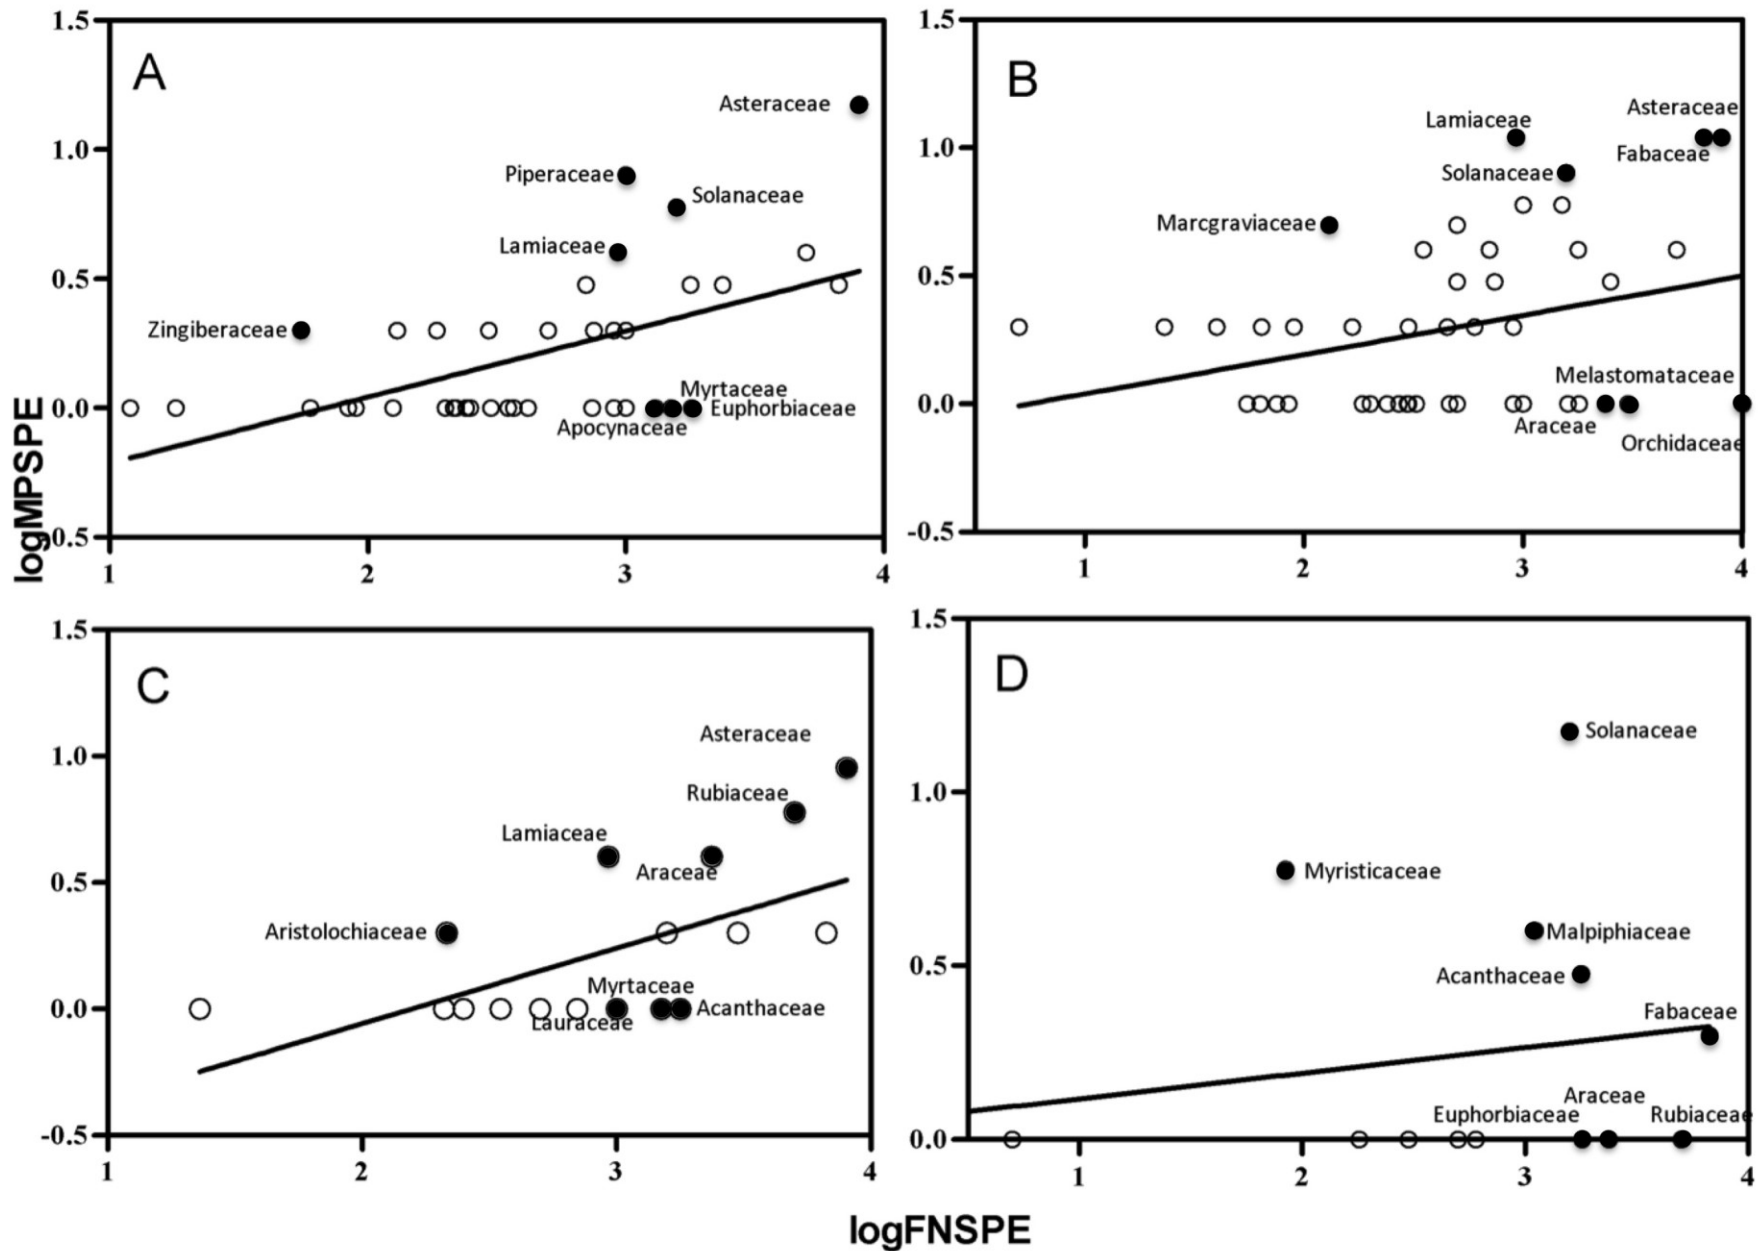 1.5
A
Asteraceae
1.0
Piperaceae
Solanaceae
Lamiaceae
0.5
Zingiberaceae
Myrtaceae
0.0
Euphorbiaceae
Apocynaceae
0.5
1 2 3 4
1.5
B
Asteraceae
Lamiaceae
1.0
Fabaceae
Solanaceae
Marcgraviaceae
0.5
Melastomataceae
0.0
Araceae
Orchidaceae
-0.5
1 2 3 4
logMPSPE
1.5
C
Asteraceae
1.0
Rubiaceae
Lamiaceae
Araceae
0.5
Aristolochiaceae
Myrtaceae
0.0
Acanthaceae
Lauraceae
-0.5
1 2 3 4
1.5
D
Solanaceae
1.0
Myristicaceae
Malpiphiaceae
0.5
Acanthaceae
Fabaceae
Araceae
Euphorbiaceae
Rubiaceae
0.0
1 2 3 4
logFNSPE